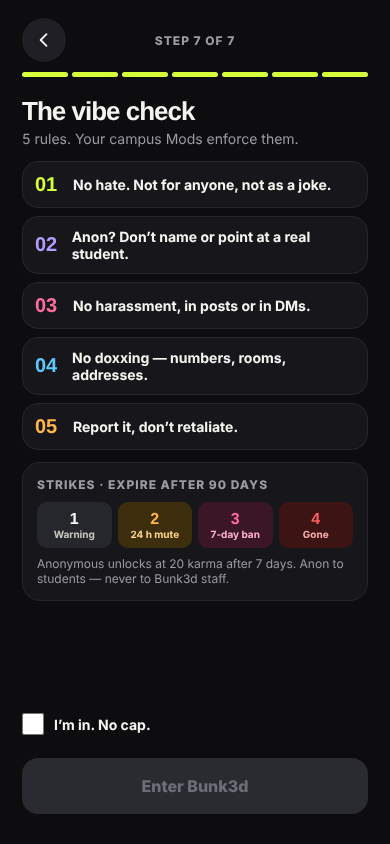 STEP 7 OF 7
The vibe check
5 rules. Your campus Mods enforce them.
01 No hate. Not for anyone, not as a joke.
02 Anon? Don’t name or point at a real
student.
03 No harassment, in posts or in DMs.
04 No doxxing — numbers, rooms,
addresses.
05 Report it, don’t retaliate.
STRIKES · EXPIRE AFTER 90 DAYS
1 2 3 4
Warning 24 h mute 7-day ban Gone
Anonymous unlocks at 20 karma after 7 days. Anon to
students — never to Bunk3d staff.
I’m in. No cap.
Enter Bunk3d